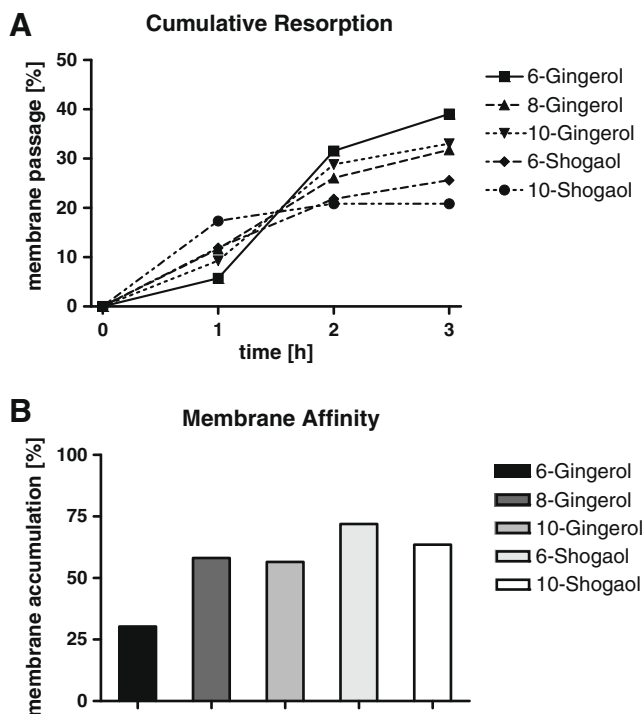 A
Cumulative Resorption
membrane passage [%]
50
40
30
20
10
0
0 1 2 3
time [h]
6-Gingerol
8-Gingerol
10-Gingerol
6-Shogaol
10-Shogaol
B
Membrane Affinity
membrane accumulation [%]
100
75
50
25
0
6-Gingerol
8-Gingerol
10-Gingerol
6-Shogaol
10-Shogaol